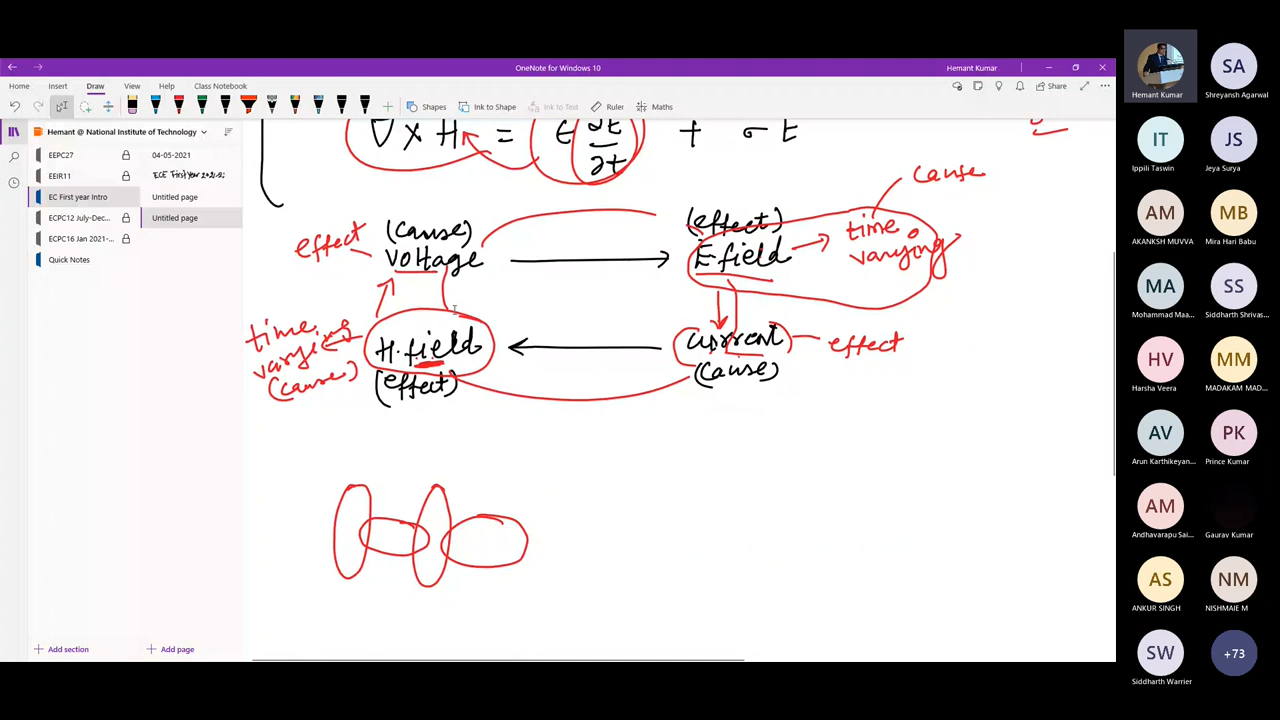 OneNote for Windows 10
Hemant Kumar
Home Insert Draw View Help Class Notebook
Share
Shapes Ink to Shape Ink to Text Ruler Maths
Hemant @ National Institute of Technology
EEPC27
EEIR11
EC First year Intro
ECPC12 July-Dec...
ECPC16 Jan 2021-...
Quick Notes
04-05-2021
ECE First Year 2021-22
Untitled page
Untitled page
∇ × H = ∈ ∂E/∂t + σ E
cause
(cause) (effect)
effect voltage E field time varying
time varying H.field current effect
(cause) (effect) (cause)
Add section Add page
Hemant Kumar
SA
Shreyansh Agarwal
IT
Ippili Taswin
JS
Jeya Surya
AM
AKANKSH MUVVA
MB
Mira Hari Babu
MM
Mohammad Maa...
SS
Siddharth Shrivas...
HV
Harsha Veera
MM
MADAKAM MAD...
AV
Arun Karthikeyan...
PK
Prince Kumar
AM
Andhavarapu Sai...
Gaurav Kumar
AS
ANKUR SINGH
NM
NISHMAIE M
SW
Siddharth Warrier
+73